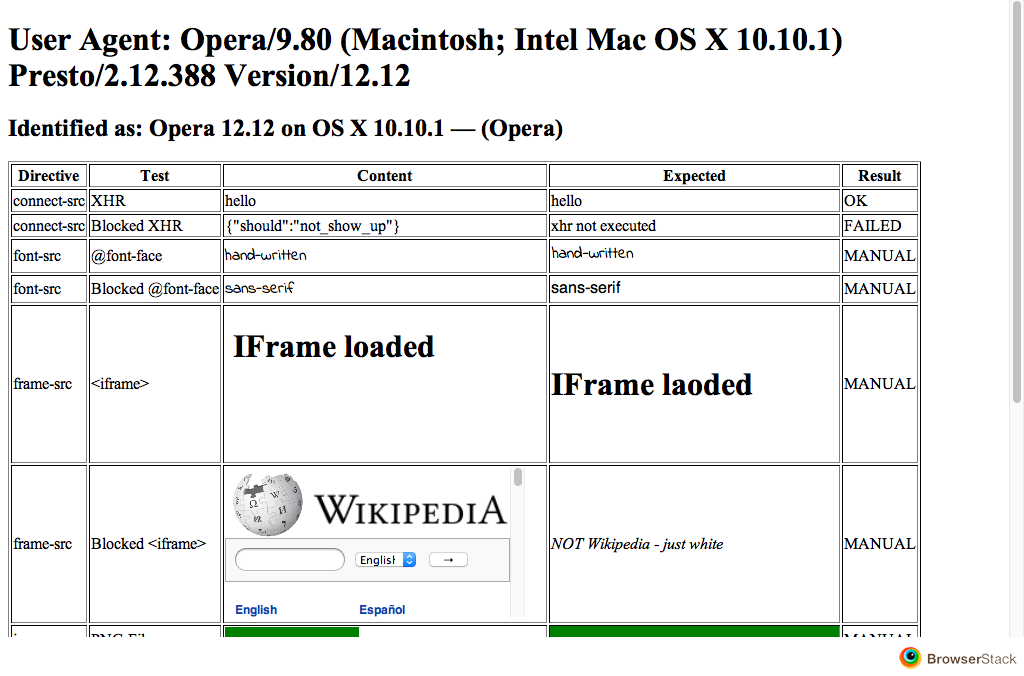 User Agent: Opera/9.80 (Macintosh; Intel Mac OS X 10.10.1)
Presto/2.12.388 Version/12.12
Identified as: Opera 12.12 on OS X 10.10.1 — (Opera)
Directive Test Content Expected Result
connect-src XHR hello hello OK
connect-src Blocked XHR {"should":"not_show_up"} xhr not executed FAILED
font-src @font-face hand-written hand-written MANUAL
font-src Blocked @font-face sans-serif sans-serif MANUAL
IFrame loaded
frame-src <iframe> IFrame laoded MANUAL
WIKIPEDIA
frame-src Blocked <iframe> NOT Wikipedia - just white MANUAL
English →
English Español
BrowserStack